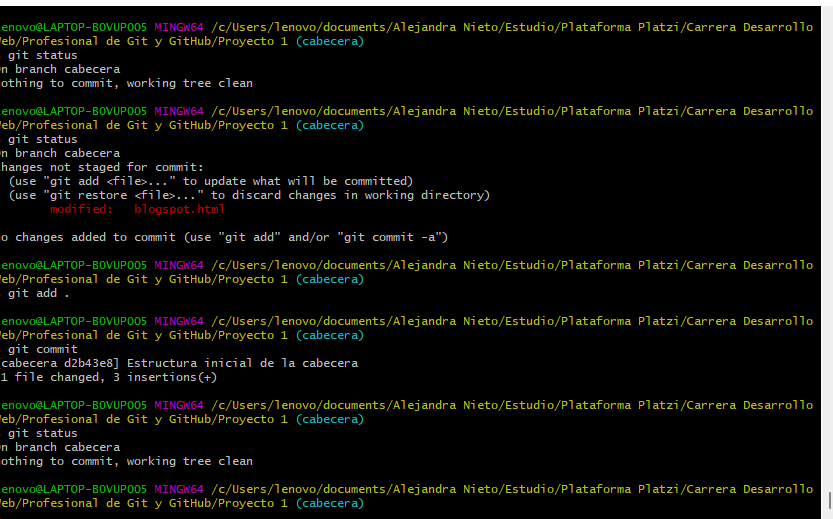 enovo@LAPTOP-BOVUPOO5 MINGW64 /c/Users/lenovo/documents/Alejandra Nieto/Estudio/Plataforma Platzi/Carrera Desarrollo
Web/Profesional de Git y GitHub/Proyecto 1 (cabecera)
git status
n branch cabecera
othing to commit, working tree clean
enovo@LAPTOP-BOVUPOO5 MINGW64 /c/Users/lenovo/documents/Alejandra Nieto/Estudio/Plataforma Platzi/Carrera Desarrollo
Web/Profesional de Git y GitHub/Proyecto 1 (cabecera)
git status
n branch cabecera
hanges not staged for commit:
(use "git add <file>..." to update what will be committed)
(use "git restore <file>..." to discard changes in working directory)
modified: blogspot.html
o changes added to commit (use "git add" and/or "git commit -a")
enovo@LAPTOP-BOVUPOO5 MINGW64 /c/Users/lenovo/documents/Alejandra Nieto/Estudio/Plataforma Platzi/Carrera Desarrollo
Web/Profesional de Git y GitHub/Proyecto 1 (cabecera)
git add .
enovo@LAPTOP-BOVUPOO5 MINGW64 /c/Users/lenovo/documents/Alejandra Nieto/Estudio/Plataforma Platzi/Carrera Desarrollo
Web/Profesional de Git y GitHub/Proyecto 1 (cabecera)
git commit
[cabecera d2b43e8] Estructura inicial de la cabecera
1 file changed, 3 insertions(+)
enovo@LAPTOP-BOVUPOO5 MINGW64 /c/Users/lenovo/documents/Alejandra Nieto/Estudio/Plataforma Platzi/Carrera Desarrollo
Web/Profesional de Git y GitHub/Proyecto 1 (cabecera)
git status
n branch cabecera
othing to commit, working tree clean
enovo@LAPTOP-BOVUPOO5 MINGW64 /c/Users/lenovo/documents/Alejandra Nieto/Estudio/Plataforma Platzi/Carrera Desarrollo
Web/Profesional de Git y GitHub/Proyecto 1 (cabecera)